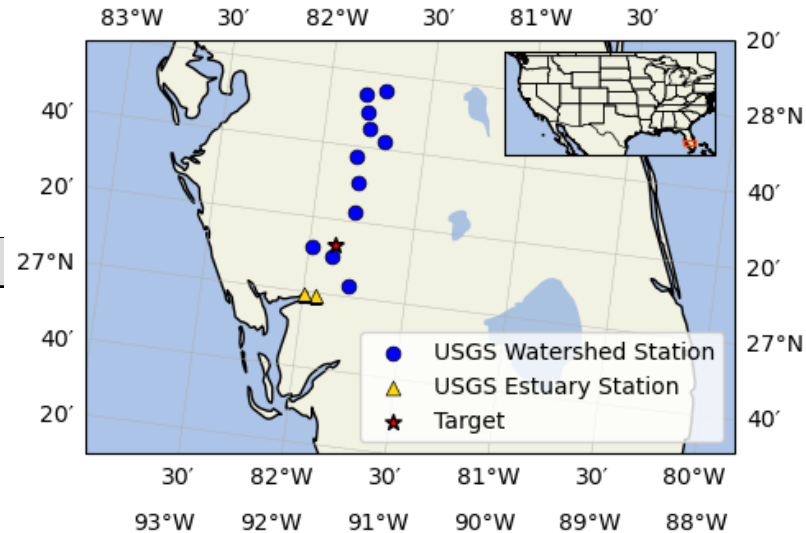 83°W 30′ 82°W 30′ 81°W 30′
20′
40′
28°N
20′
40′
27°N
20′
40′
27°N
20′
40′
USGS Watershed Station
USGS Estuary Station
Target
30′ 82°W 30′ 81°W 30′ 80°W
93°W 92°W 91°W 90°W 89°W 88°W